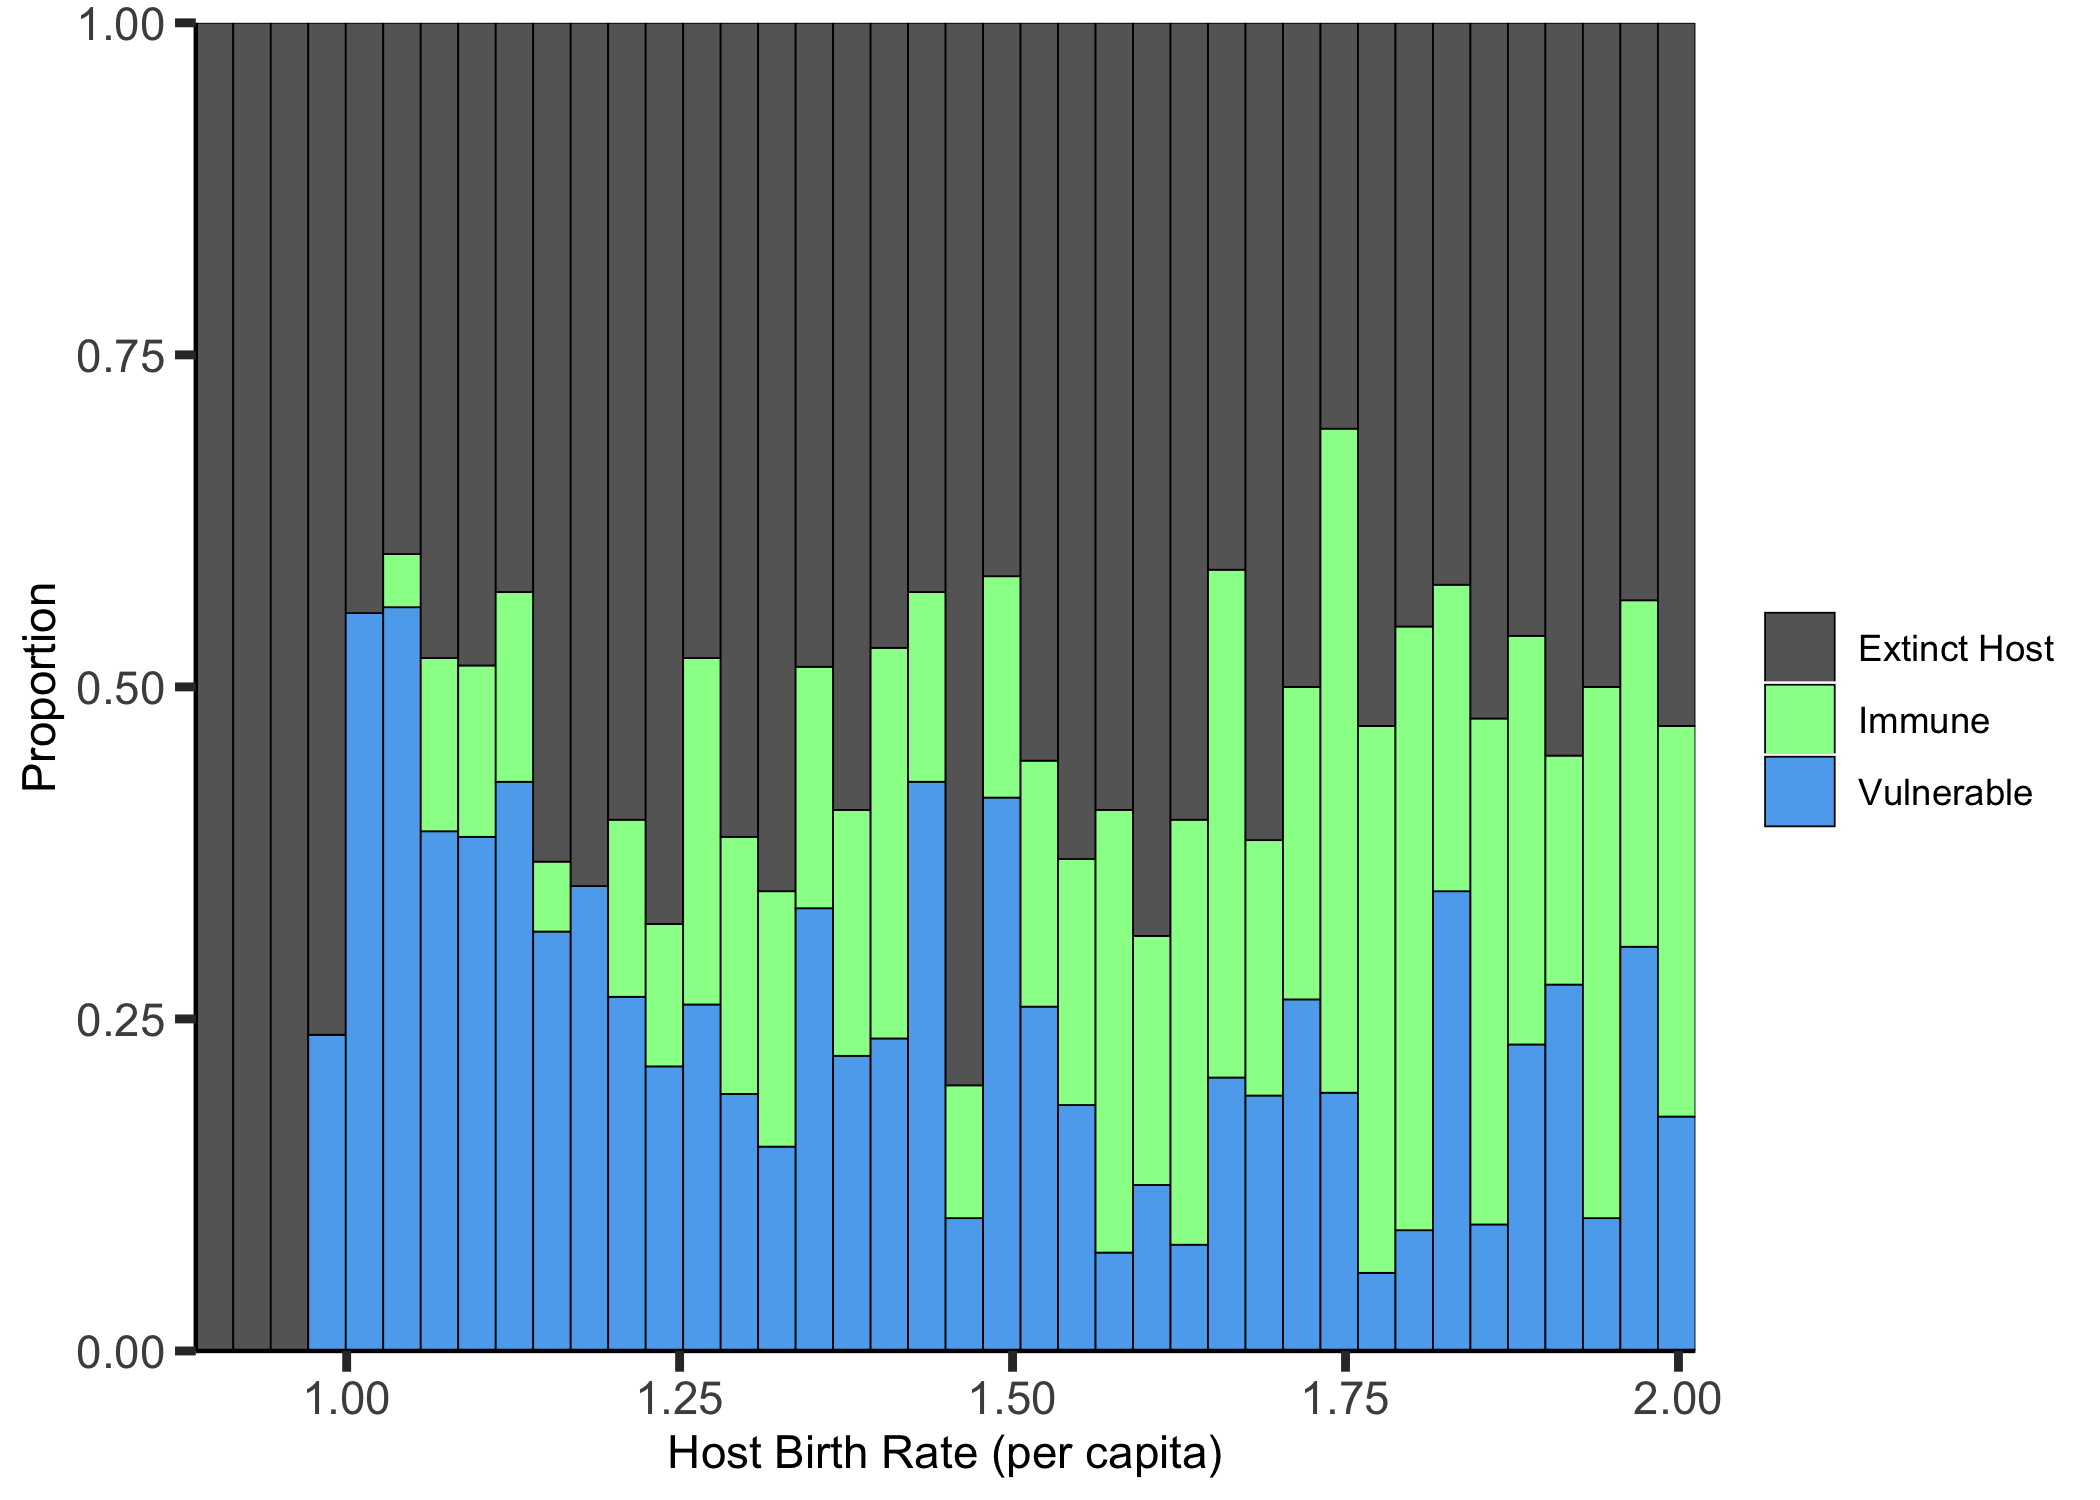 1.00
0.75
0.50
0.25
0.00
Proportion
1.00 1.25 1.50 1.75 2.00
Host Birth Rate (per capita)
Extinct Host
Immune
Vulnerable